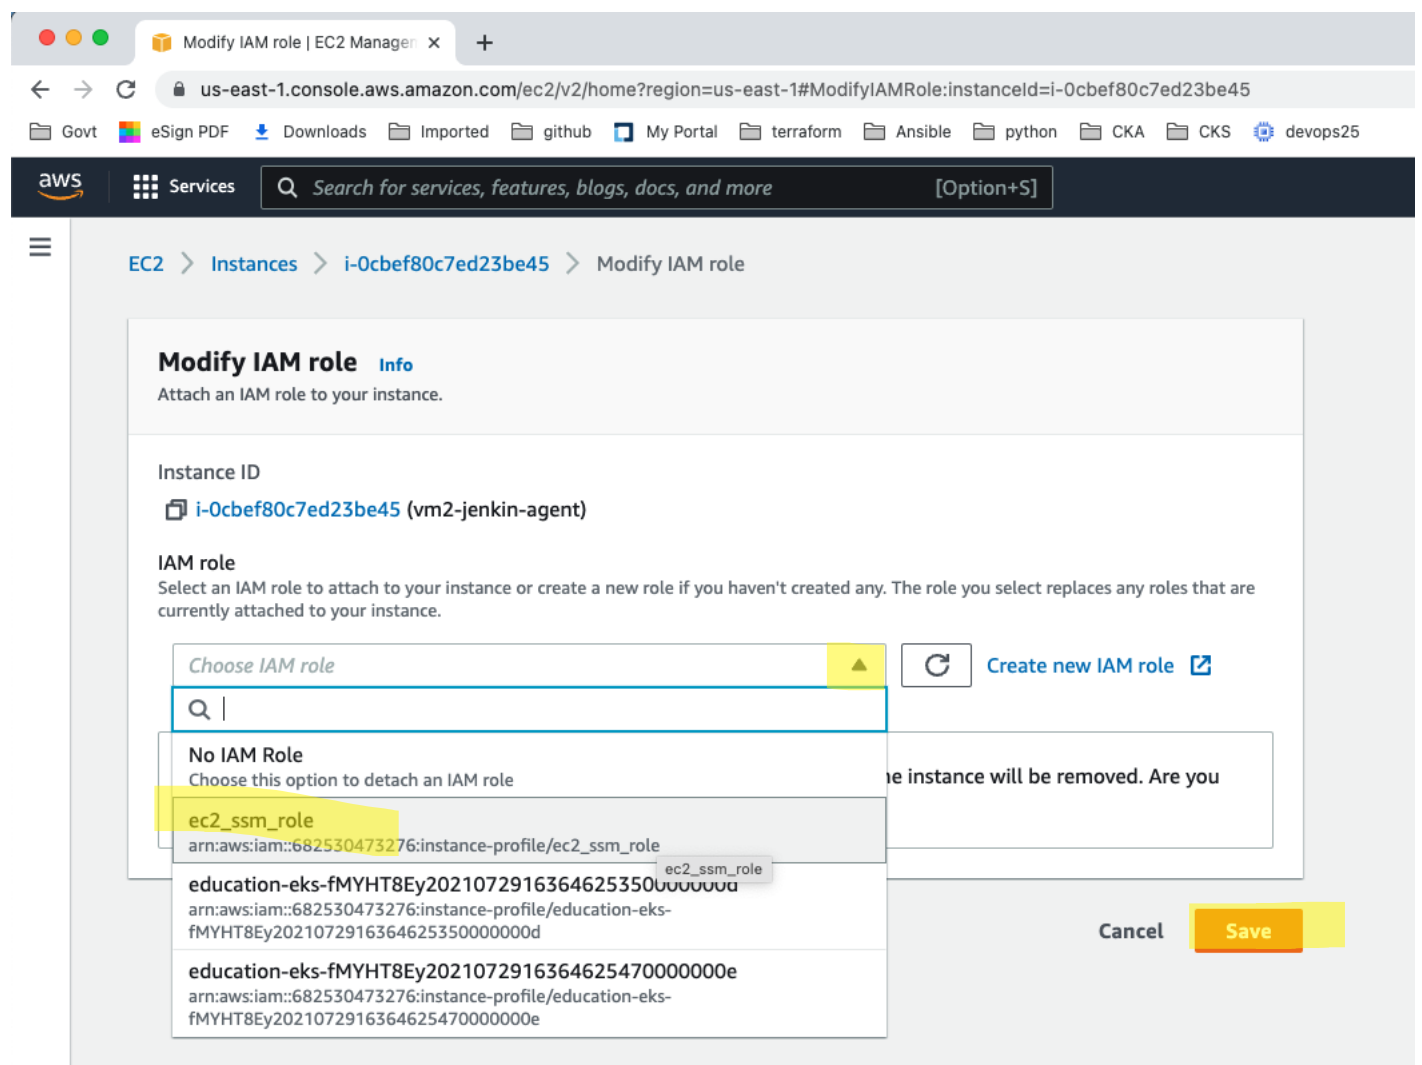 Modify IAM role | EC2 Manager
us-east-1.console.aws.amazon.com/ec2/v2/home?region=us-east-1#ModifyIAMRole:instanceId=i-0cbef80c7ed23be45
Govt eSign PDF Downloads Imported github My Portal terraform Ansible python CKA CKS devops25
aws Services Search for services, features, blogs, docs, and more [Option+S]
EC2 Instances i-0cbef80c7ed23be45 Modify IAM role
Modify IAM role Info
Attach an IAM role to your instance.
Instance ID
i-0cbef80c7ed23be45 (vm2-jenkin-agent)
IAM role
Select an IAM role to attach to your instance or create a new role if you haven't created any. The role you select replaces any roles that are
currently attached to your instance.
Choose IAM role Create new IAM role
No IAM Role
Choose this option to detach an IAM role
instance will be removed. Are you
ec2_ssm_role
arn:aws:iam::682530473276:instance-profile/ec2_ssm_role
ec2_ssm_role
education-eks-fMYHT8Ey20210729163646253500000000d
arn:aws:iam::682530473276:instance-profile/education-eks-
fMYHT8Ey20210729163646253500000000d
Cancel Save
education-eks-fMYHT8Ey2021072916364625470000000e
arn:aws:iam::682530473276:instance-profile/education-eks-
fMYHT8Ey2021072916364625470000000e